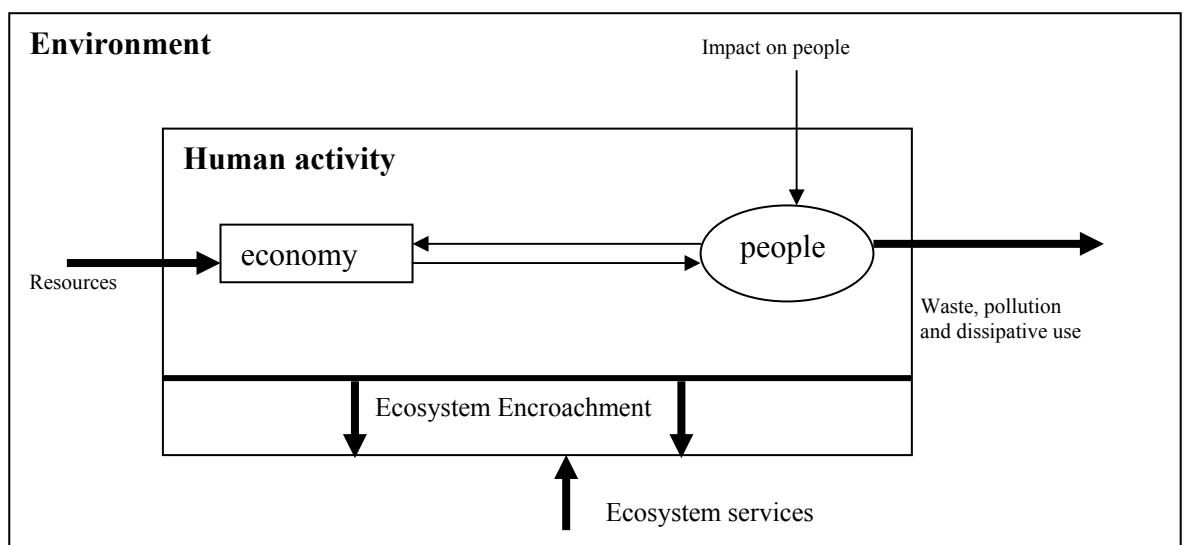 Environment
Impact on people
Human activity
economy
people
Resources
Waste, pollution
and dissipative use
Ecosystem Encroachment
Ecosystem services